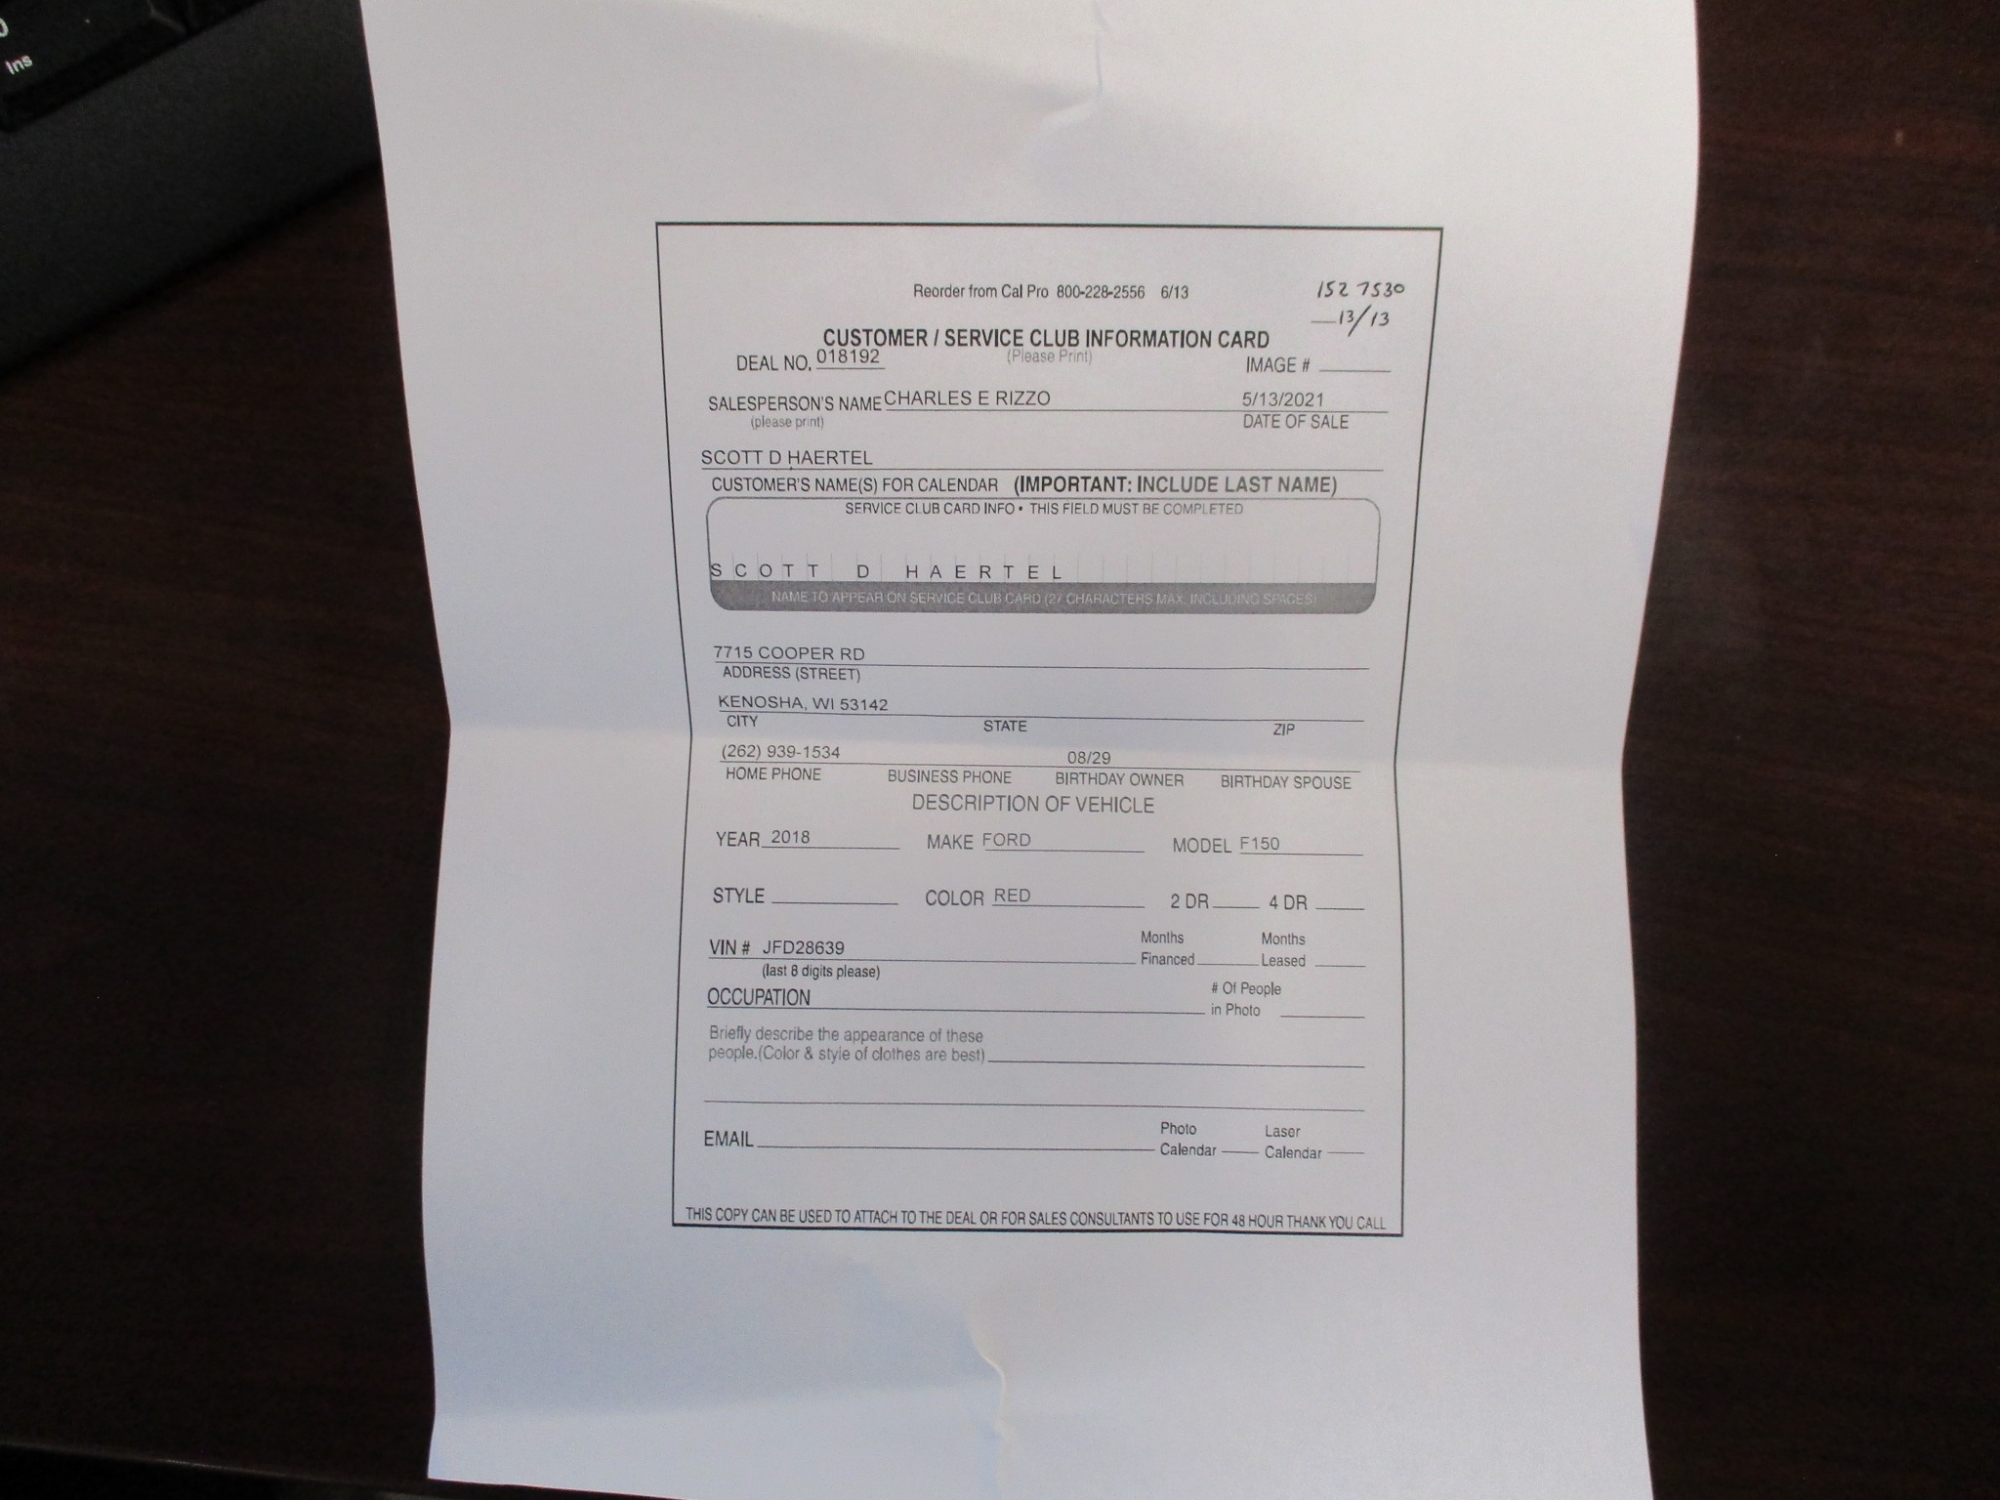 Ins
Reorder from Cal Pro 800-228-2556 6/13
152 7530
13/13
CUSTOMER / SERVICE CLUB INFORMATION CARD
(Please Print)
DEAL NO. 018192
IMAGE #
SALESPERSON'S NAME CHARLES E RIZZO 5/13/2021
(please print) DATE OF SALE
SCOTT D HAERTEL
CUSTOMER'S NAME(S) FOR CALENDAR (IMPORTANT: INCLUDE LAST NAME)
SERVICE CLUB CARD INFO • THIS FIELD MUST BE COMPLETED
SCOTT D HAERTEL
NAME TO APPEAR ON SERVICE CLUB CARD (27 CHARACTERS MAX. INCLUDING SPACES)
7715 COOPER RD
ADDRESS (STREET)
KENOSHA, WI 53142
CITY STATE ZIP
(262) 939-1534 08/29
HOME PHONE BUSINESS PHONE BIRTHDAY OWNER BIRTHDAY SPOUSE
DESCRIPTION OF VEHICLE
YEAR 2018 MAKE FORD MODEL F150
STYLE COLOR RED 2 DR 4 DR
VIN # JFD28639 Months Financed Months Leased
(last 8 digits please)
OCCUPATION # Of People in Photo
Briefly describe the appearance of these
people.(Color & style of clothes are best)
EMAIL Photo Calendar Laser Calendar
THIS COPY CAN BE USED TO ATTACH TO THE DEAL OR FOR SALES CONSULTANTS TO USE FOR 48 HOUR THANK YOU CALL